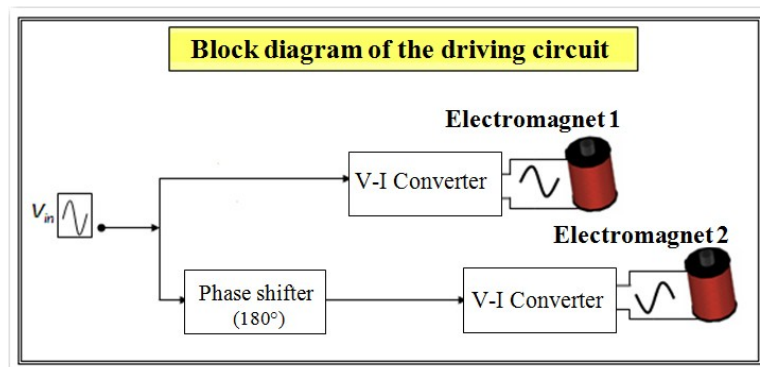 Block diagram of the driving circuit
Electromagnet 1
V-I Converter
Vin
Electromagnet 2
Phase shifter
(180°)
V-I Converter